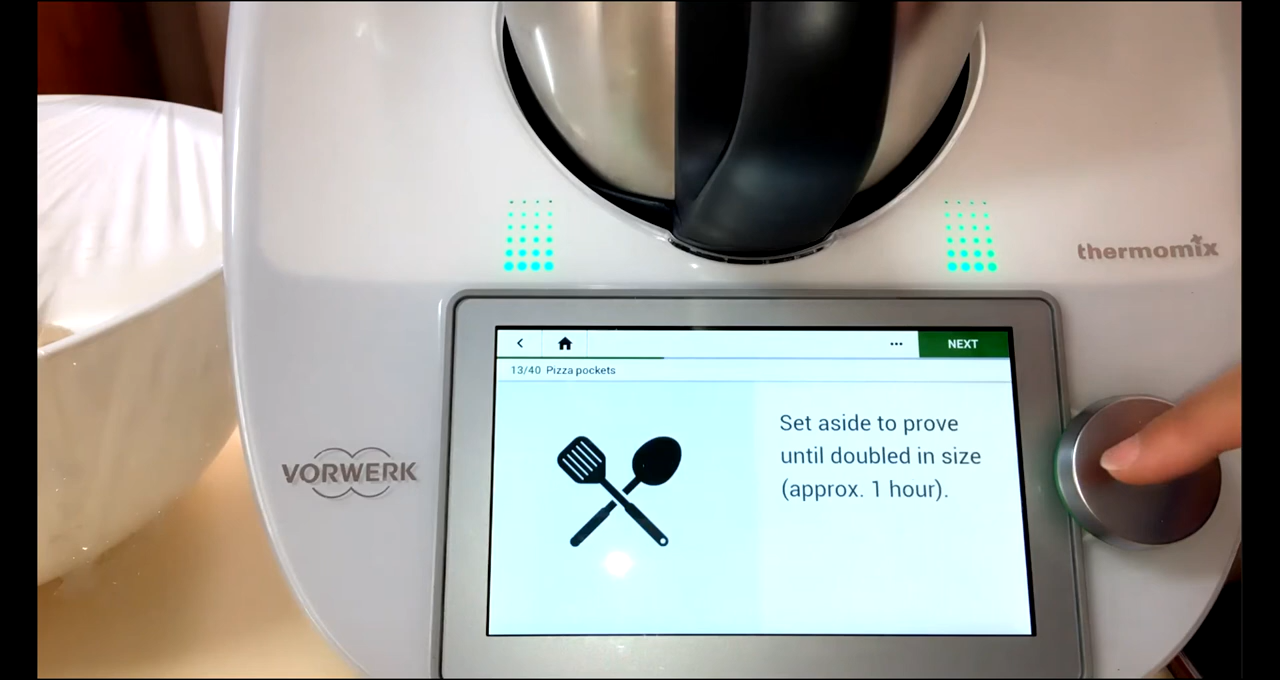 thermomix
NEXT
13/40 Pizza pockets
Set aside to prove
until doubled in size
(approx. 1 hour).
VORWERK